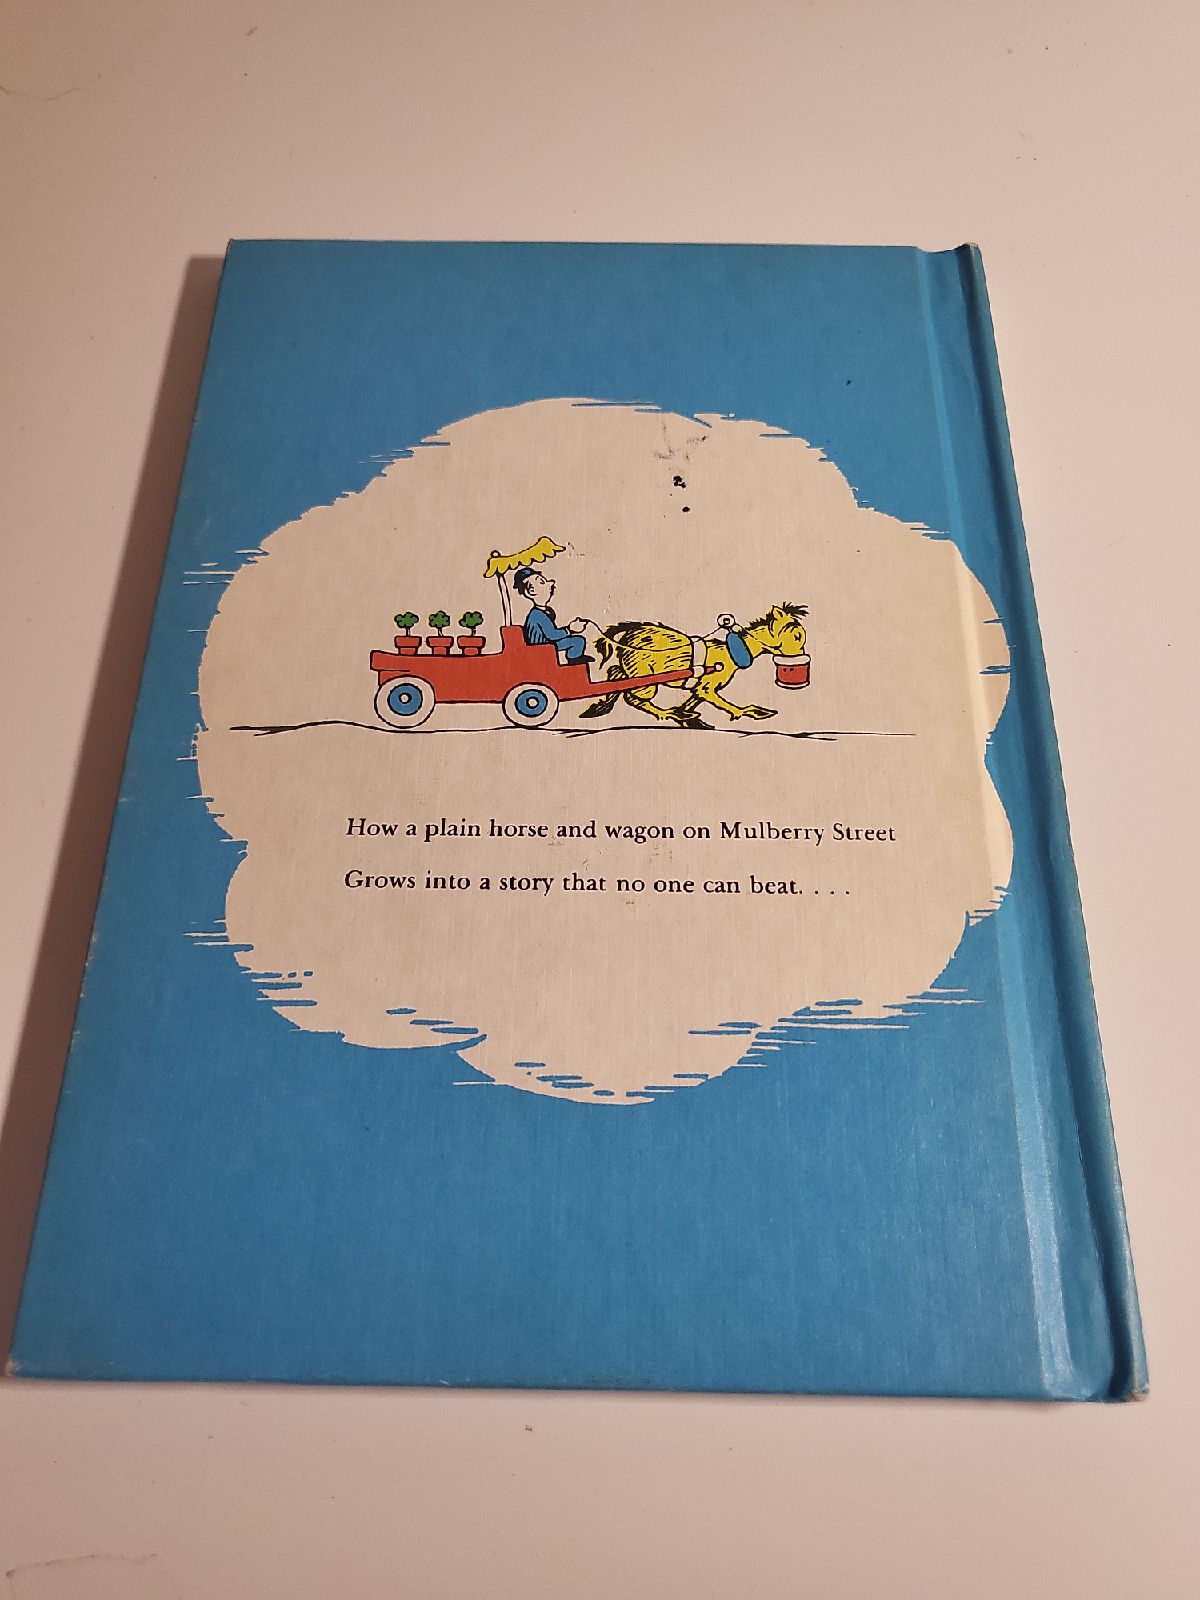 How a plain horse and wagon on Mulberry Street
Grows into a story that no one can beat. . . .